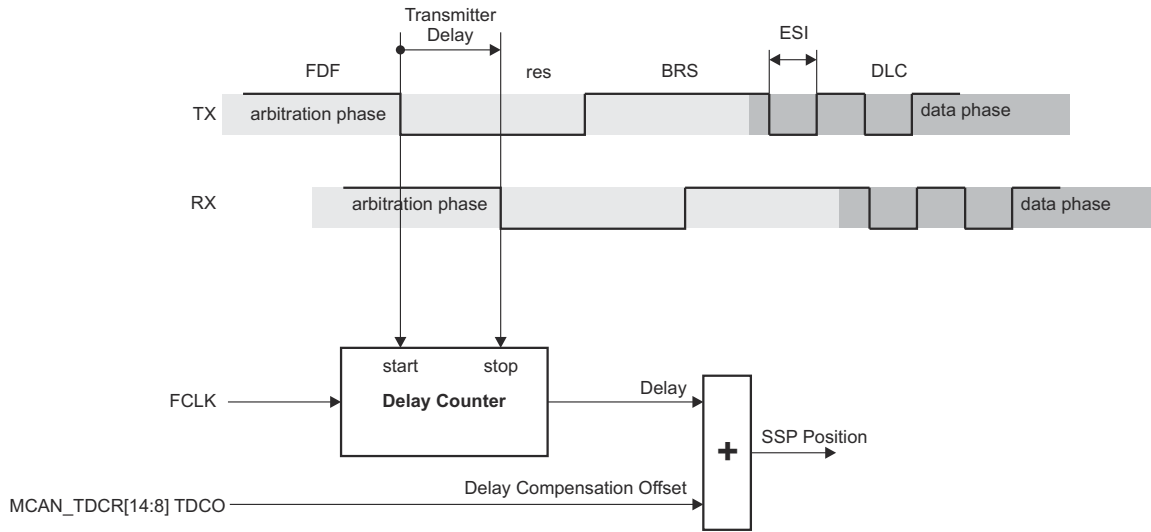 Transmitter
Delay
ESI
FDF
res
BRS
DLC
TX
arbitration phase
data phase
RX
arbitration phase
data phase
start
stop
FCLK
Delay Counter
Delay
+
SSP Position
Delay Compensation Offset
MCAN_TDCR[14:8] TDCO